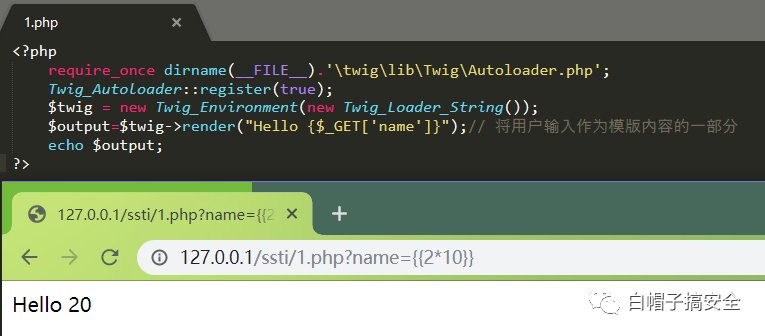 1.php
<?php
require_once dirname(__FILE__).'\twig\lib\Twig\Autoloader.php';
Twig_Autoloader::register(true);
$twig = new Twig_Environment(new Twig_Loader_String());
$output=$twig->render("Hello {$_GET['name']}");// 将用户输入作为模版内容的一部分
echo $output;
?>
127.0.0.1/ssti/1.php?name={{2
127.0.0.1/ssti/1.php?name={{2*10}}
Hello 20
白帽子搞安全